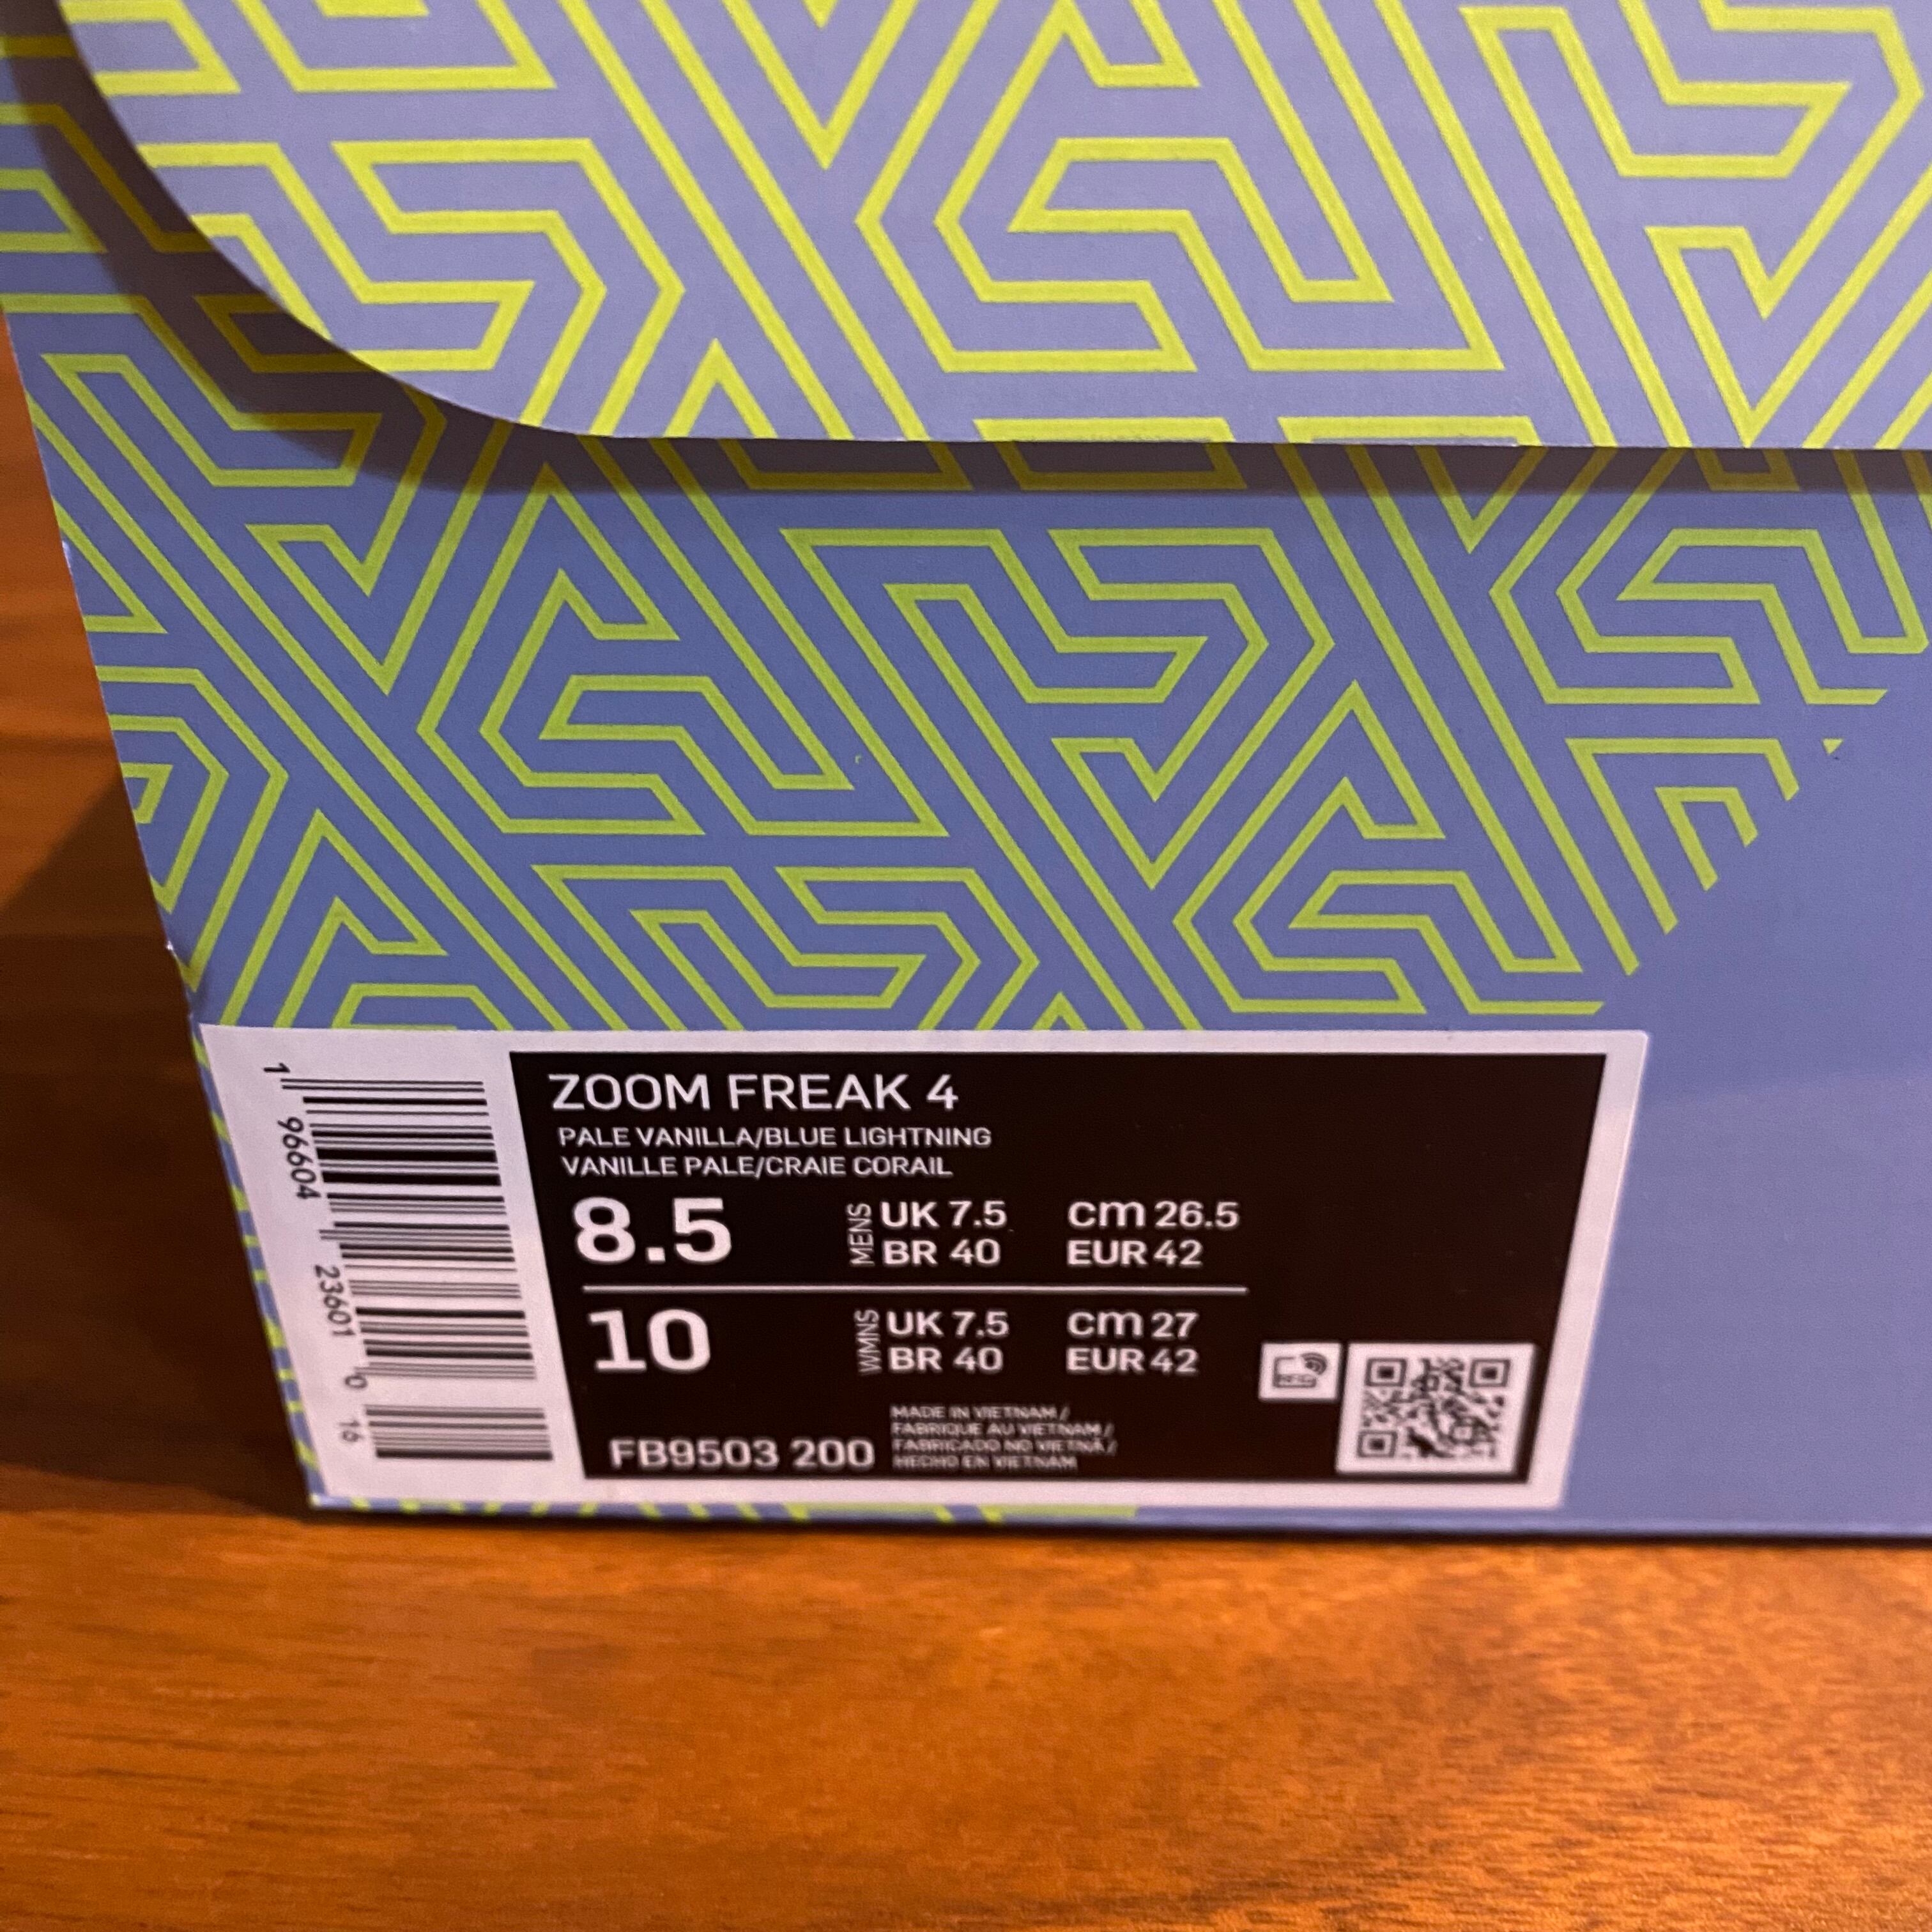 ZOOM FREAK 4
PALE VANILLA/BLUE LIGHTNING
VANILLE PALE/CRAIE CORAIL
8.5 MENS UK 7.5 cm 26.5
BR 40 EUR 42
10 WMNS UK 7.5 cm 27
BR 40 EUR 42
FB9503 200
MADE IN VIETNAM /
FABRIQUE AU VIETNAM /
FABRICADO NO VIETNÃ /
HECHO EN VIETNAM
1 96604 23601 0 16